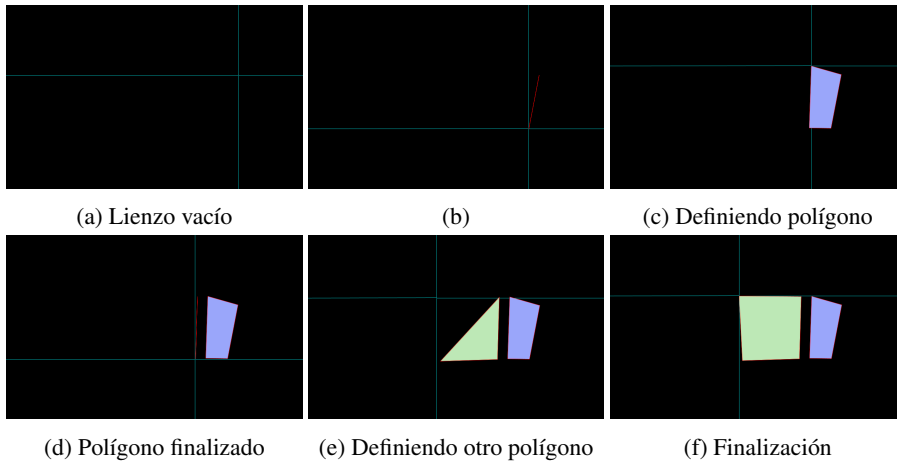 (a) Lienzo vacío
(b)
(c) Definiendo polígono
(d) Polígono finalizado
(e) Definiendo otro polígono
(f) Finalización